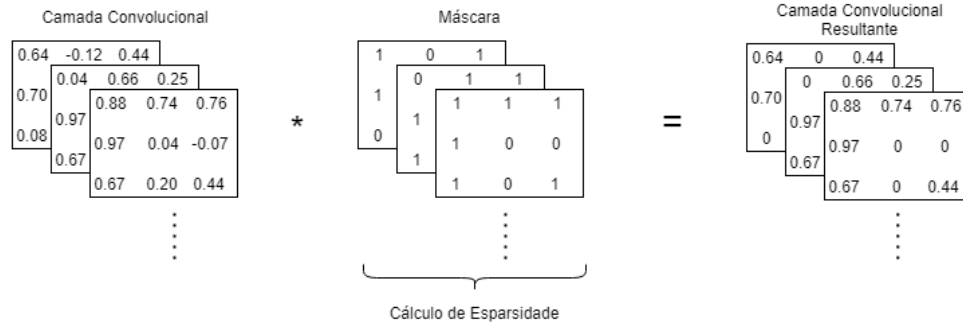 Camada Convolucional
Máscara
Camada Convolucional
Resultante
0.64 -0.12 0.44
0.70
0.08
0.04 0.66 0.25
0.97
0.67
0.88 0.74 0.76
0.97 0.04 -0.07
0.67 0.20 0.44
*
1 0 1
1
0
0 1 1
1
1
1 1 1
1 0 0
1 0 1
=
0.64 0 0.44
0.70
0
0 0.66 0.25
0.97
0.67
0.88 0.74 0.76
0.97 0 0
0.67 0 0.44
Cálculo de Esparsidade